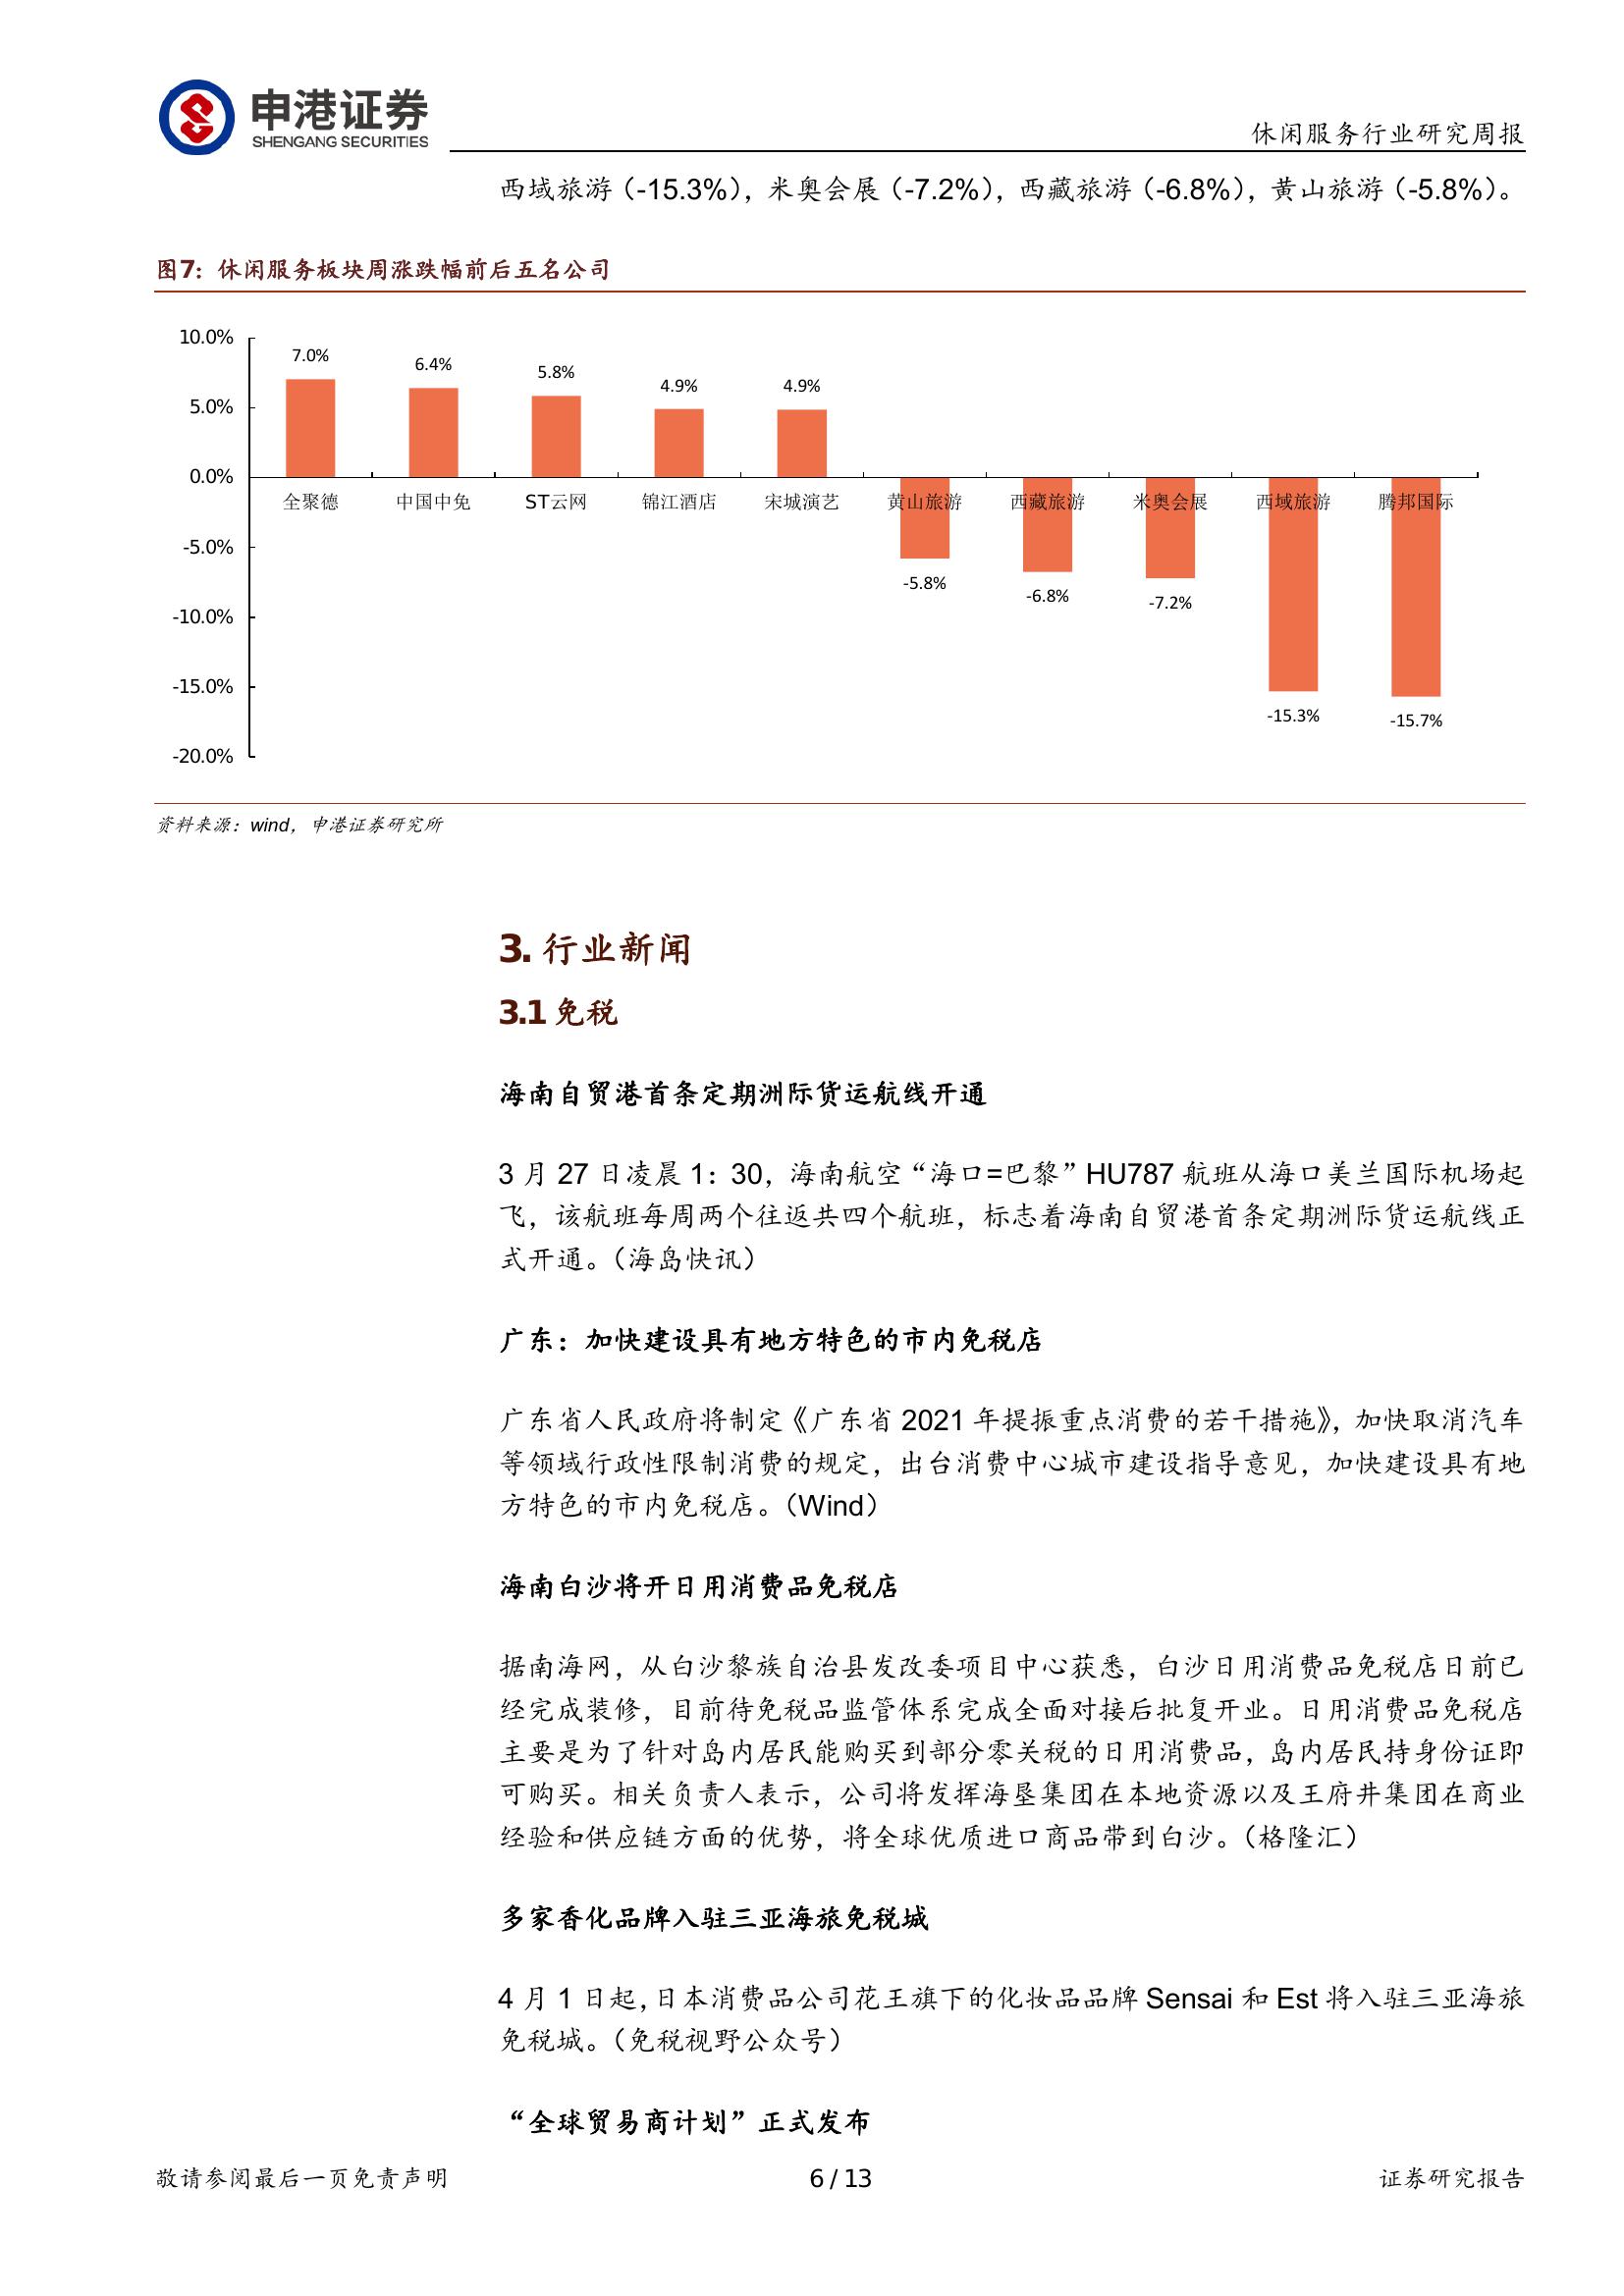 申港证券
SHENGANG SECURITIES
休闲服务行业研究周报
西域旅游（-15.3%），米奥会展（-7.2%），西藏旅游（-6.8%），黄山旅游（-5.8%）。
图7：休闲服务板块周涨跌幅前后五名公司
10.0%
5.0%
0.0%
-5.0%
-10.0%
-15.0%
-20.0%
7.0%
6.4%
5.8%
4.9%
4.9%
-5.8%
-6.8%
-7.2%
-15.3%
-15.7%
全聚德
中国中免
ST云网
锦江酒店
宋城演艺
黄山旅游
西藏旅游
米奥会展
西域旅游
腾邦国际
资料来源：wind，申港证券研究所
3. 行业新闻
3.1 免税
海南自贸港首条定期洲际货运航线开通
3 月 27 日凌晨 1：30，海南航空“海口=巴黎”HU787 航班从海口美兰国际机场起
飞，该航班每周两个往返共四个航班，标志着海南自贸港首条定期洲际货运航线正
式开通。（海岛快讯）
广东：加快建设具有地方特色的市内免税店
广东省人民政府将制定《广东省 2021 年提振重点消费的若干措施》，加快取消汽车
等领域行政性限制消费的规定，出台消费中心城市建设指导意见，加快建设具有地
方特色的市内免税店。（Wind）
海南白沙将开日用消费品免税店
据南海网，从白沙黎族自治县发改委项目中心获悉，白沙日用消费品免税店日前已
经完成装修，目前待免税品监管体系完成全面对接后批复开业。日用消费品免税店
主要是为了针对岛内居民能购买到部分零关税的日用消费品，岛内居民持身份证即
可购买。相关负责人表示，公司将发挥海垦集团在本地资源以及王府井集团在商业
经验和供应链方面的优势，将全球优质进口商品带到白沙。（格隆汇）
多家香化品牌入驻三亚海旅免税城
4 月 1 日起，日本消费品公司花王旗下的化妆品品牌 Sensai 和 Est 将入驻三亚海旅
免税城。（免税视野公众号）
“全球贸易商计划”正式发布
敬请参阅最后一页免责声明
6 / 13
证券研究报告